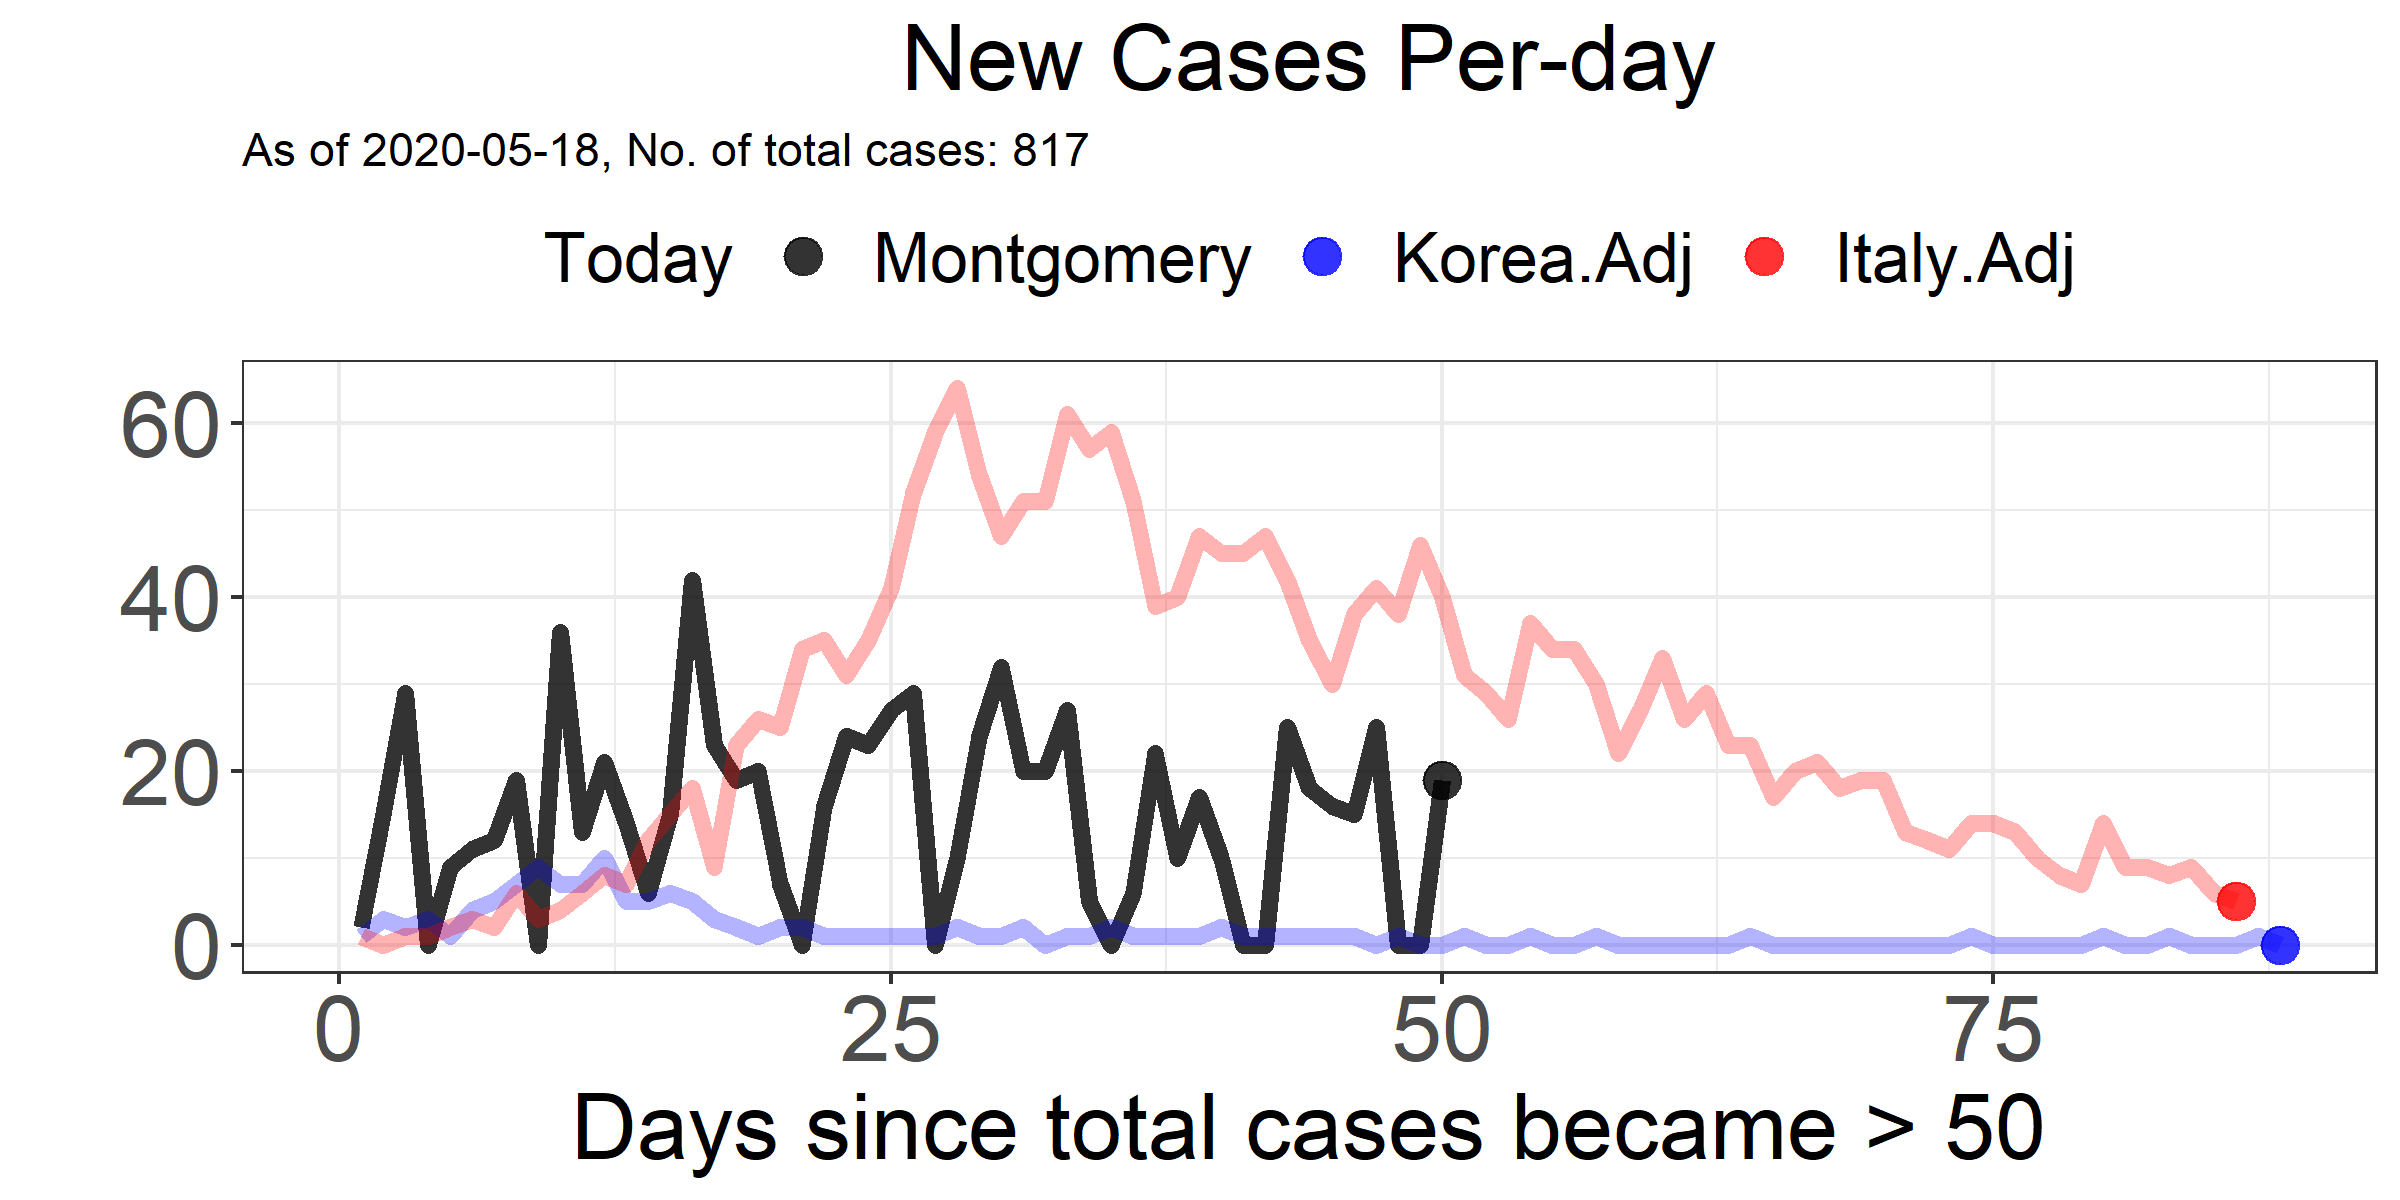 New Cases Per-day
As of 2020-05-18, No. of total cases: 817
Today Montgomery Korea.Adj Italy.Adj
60
40
20
0
0 25 50 75
Days since total cases became > 50